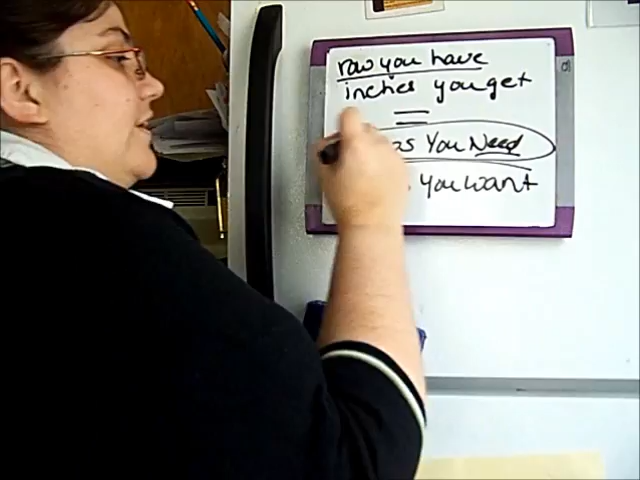 row you have
inches you get
=
as You Need
You want